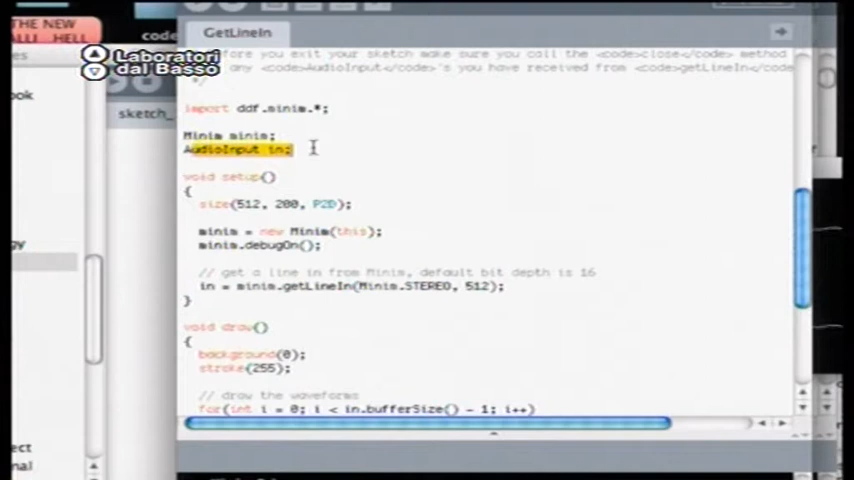 THE NEW
HELL
code
Laboratori
dal Basso
GetLineIn
you exit your sketch make sure you call the <code>close</code> method
any <code>AudioInput</code>'s you have received from <code>getLineIn</code
*/
sketch_
import ddf.minim.*;
Minim minim;
AudioInput in;
void setup()
{
size(512, 200, P2D);
minim = new Minim(this);
minim.debugOn();
// get a line in from Minim, default bit depth is 16
in = minim.getLineIn(Minim.STEREO, 512);
}
void draw()
{
background(0);
stroke(255);
// draw the waveforms
for(int i = 0; i < in.bufferSize() - 1; i++)